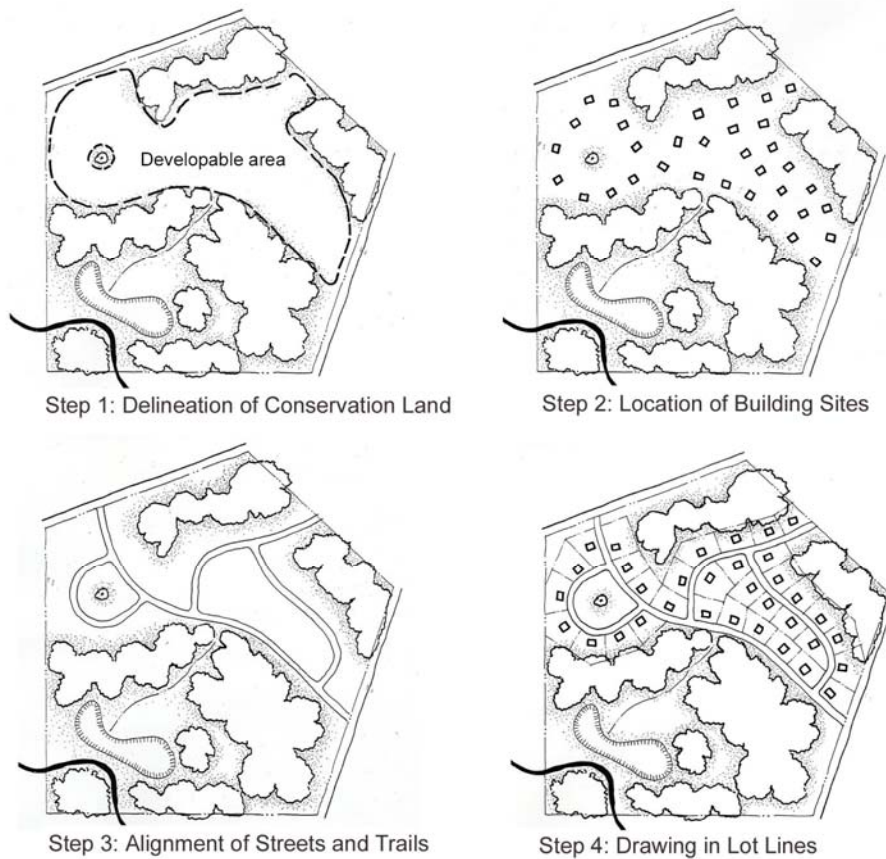 Developable area
Step 1: Delineation of Conservation Land
Step 2: Location of Building Sites
Step 3: Alignment of Streets and Trails
Step 4: Drawing in Lot Lines